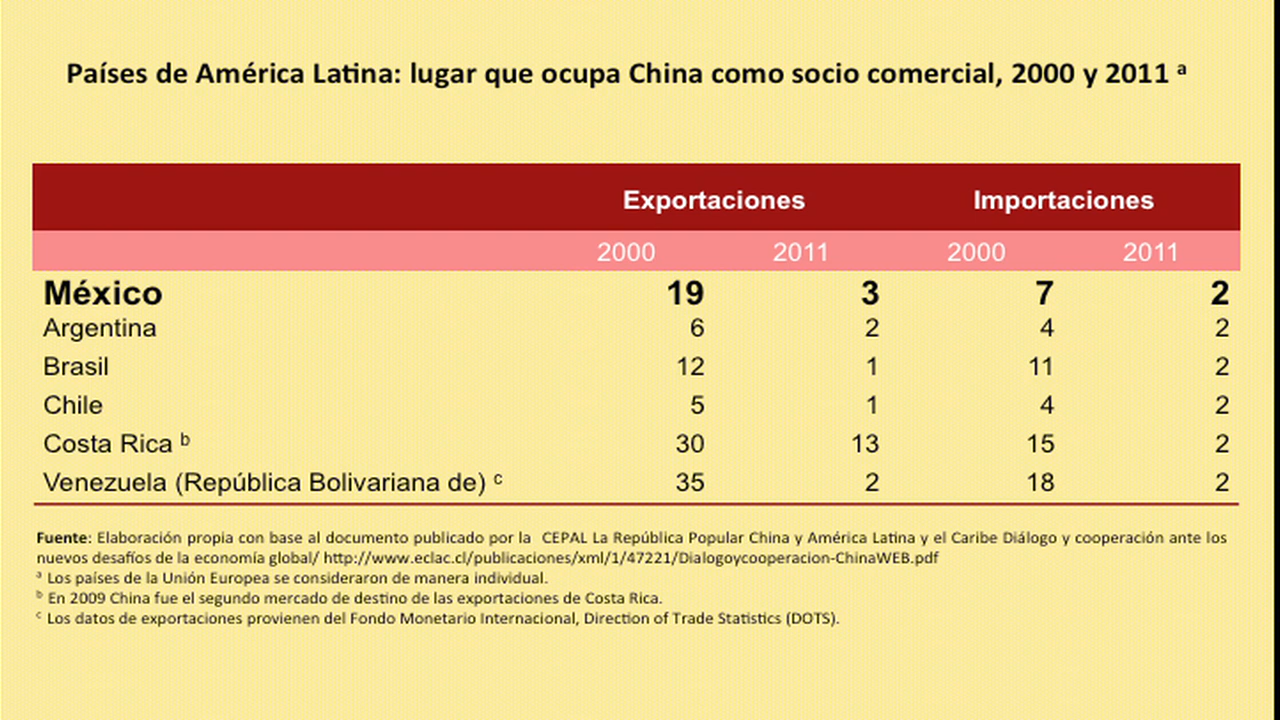 Países de América Latina: lugar que ocupa China como socio comercial, 2000 y 2011 ª
Exportaciones Importaciones
2000 2011 2000 2011
México 19 3 7 2
Argentina 6 2 4 2
Brasil 12 1 11 2
Chile 5 1 4 2
Costa Rica ᵇ 30 13 15 2
Venezuela (República Bolivariana de) ᶜ 35 2 18 2
Fuente: Elaboración propia con base al documento publicado por la CEPAL La República Popular China y América Latina y el Caribe Diálogo y cooperación ante los
nuevos desafíos de la economía global/ http://www.eclac.cl/publicaciones/xml/1/47221/Dialogoycooperacion-ChinaWEB.pdf
ª Los países de la Unión Europea se consideraron de manera individual.
ᵇ En 2009 China fue el segundo mercado de destino de las exportaciones de Costa Rica.
ᶜ Los datos de exportaciones provienen del Fondo Monetario Internacional, Direction of Trade Statistics (DOTS).